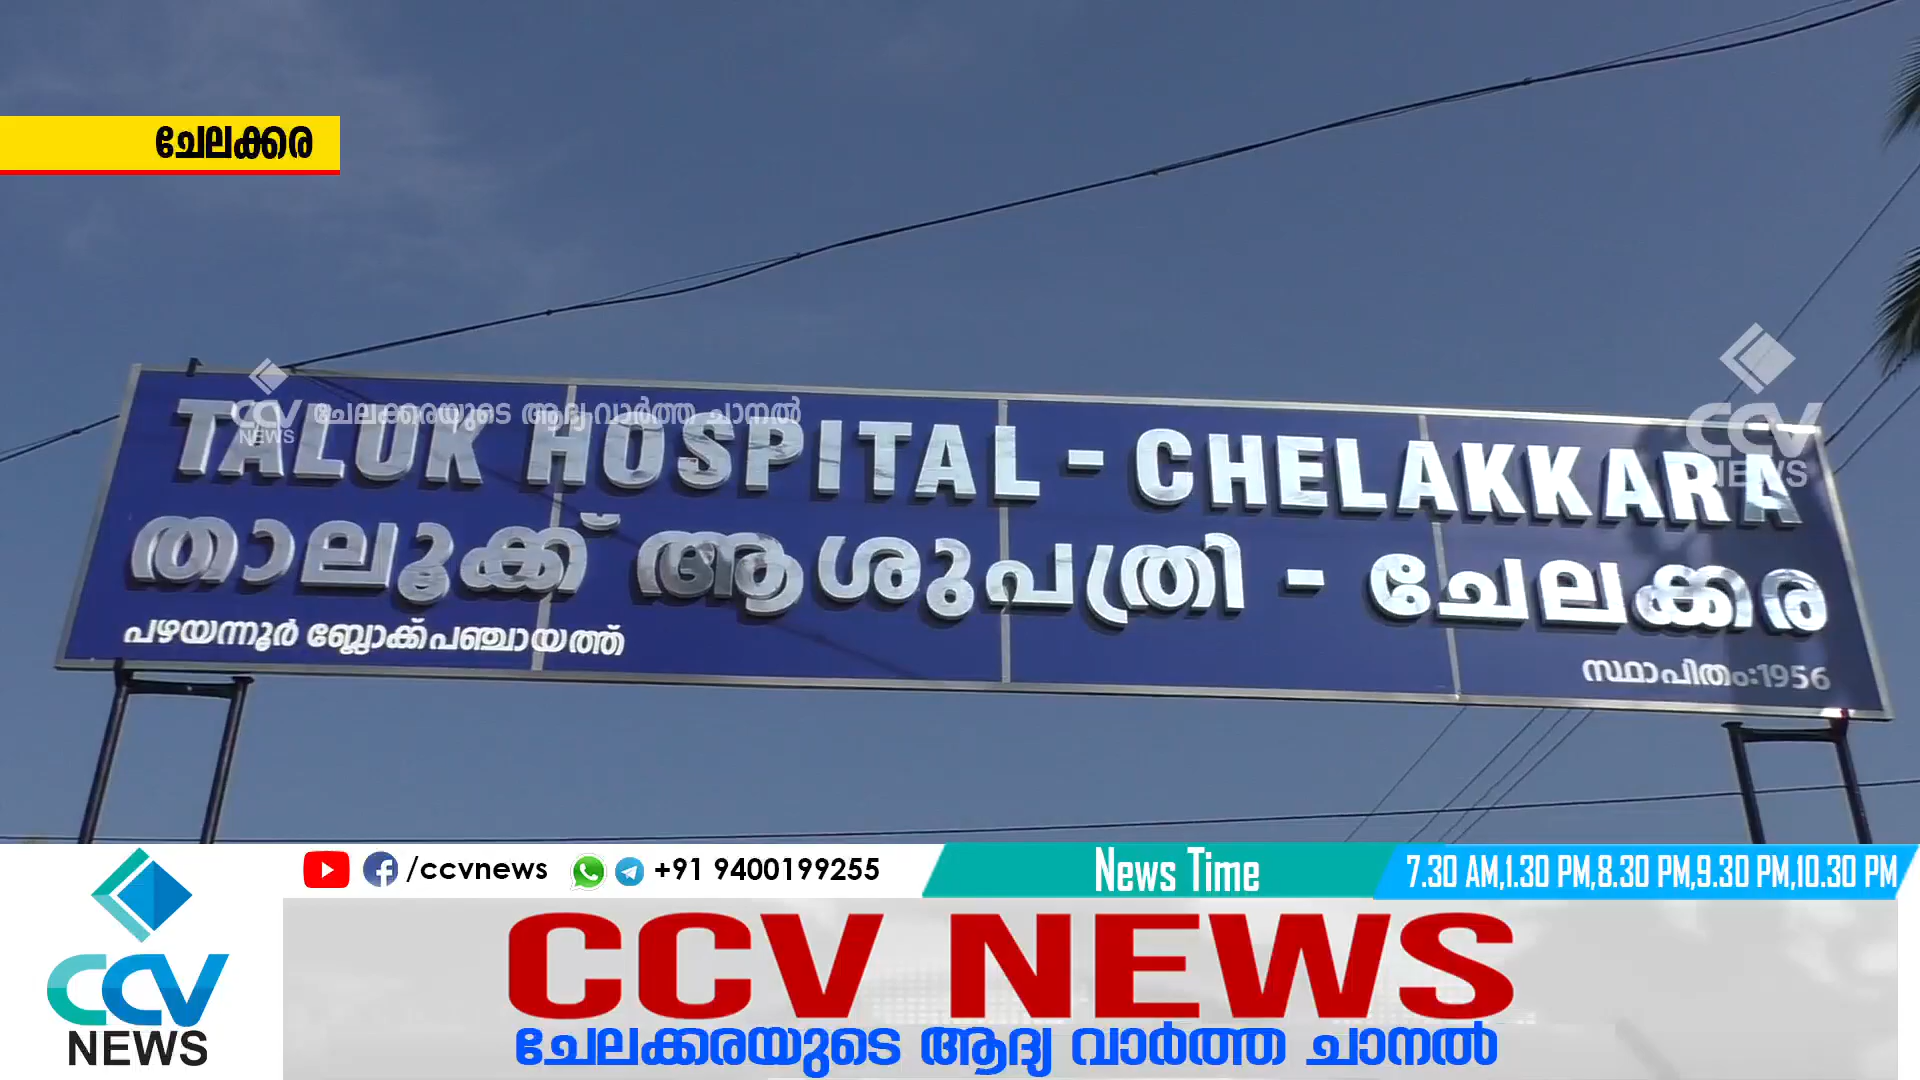 ചേലക്കര
CCV NEWS ചേലക്കരയുടെ ആദ്യ വാർത്ത ചാനൽ
CCV NEWS
TALUK HOSPITAL - CHELAKKARA
താലൂക്ക് ആശുപത്രി - ചേലക്കര
പഴയന്നൂർ ബ്ലോക്ക് പഞ്ചായത്ത്
സ്ഥാപിതം:1956
/ccvnews +91 9400199255 News Time 7.30 AM,1.30 PM,8.30 PM,9.30 PM,10.30 PM
CCV NEWS
CCV NEWS
ചേലക്കരയുടെ ആദ്യ വാർത്ത ചാനൽ